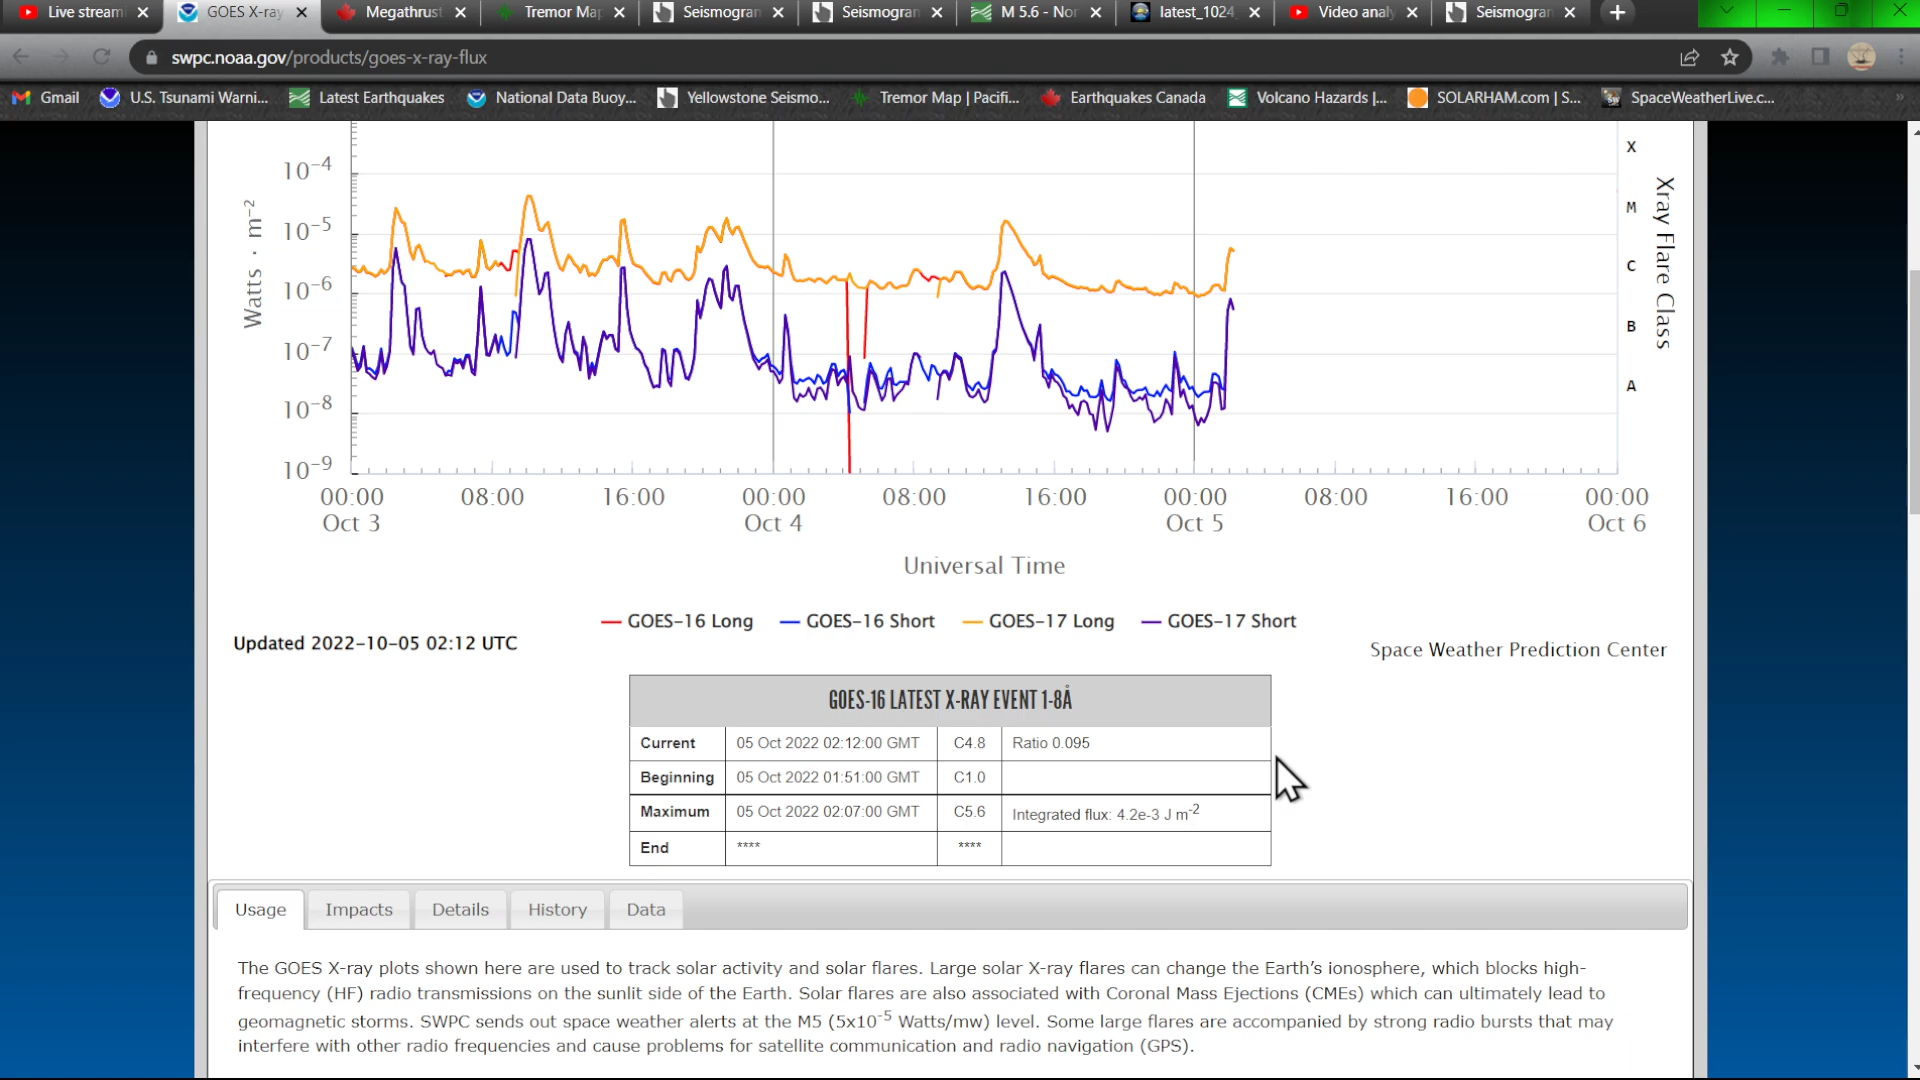 Live stream
GOES X-ray
Megathrust
Tremor Map
Seismogram
Seismogram
M 5.6 - Nor
latest_1024
Video analy
Seismogram
swpc.noaa.gov/products/goes-x-ray-flux
Gmail
U.S. Tsunami Warni...
Latest Earthquakes
National Data Buoy...
Yellowstone Seismo...
Tremor Map | Pacifi...
Earthquakes Canada
Volcano Hazards |...
SOLARHAM.com | S...
SpaceWeatherLive.c...
»
10⁻⁴
10⁻⁵
10⁻⁶
10⁻⁷
10⁻⁸
10⁻⁹
Watts · m⁻²
X
M
C
B
A
Xray Flare Class
00:00 08:00 16:00 00:00 08:00 16:00 00:00 08:00 16:00 00:00
Oct 3 Oct 4 Oct 5 Oct 6
Universal Time
GOES-16 Long GOES-16 Short GOES-17 Long GOES-17 Short
Updated 2022-10-05 02:12 UTC
Space Weather Prediction Center
GOES-16 LATEST X-RAY EVENT 1-8Å
Current 05 Oct 2022 02:12:00 GMT C4.8 Ratio 0.095
Beginning 05 Oct 2022 01:51:00 GMT C1.0
Maximum 05 Oct 2022 02:07:00 GMT C5.6 Integrated flux: 4.2e-3 J m⁻²
End **** ****
Usage Impacts Details History Data
The GOES X-ray plots shown here are used to track solar activity and solar flares. Large solar X-ray flares can change the Earth's ionosphere, which blocks high-
frequency (HF) radio transmissions on the sunlit side of the Earth. Solar flares are also associated with Coronal Mass Ejections (CMEs) which can ultimately lead to
geomagnetic storms. SWPC sends out space weather alerts at the M5 (5x10⁻⁵ Watts/mw) level. Some large flares are accompanied by strong radio bursts that may
interfere with other radio frequencies and cause problems for satellite communication and radio navigation (GPS).